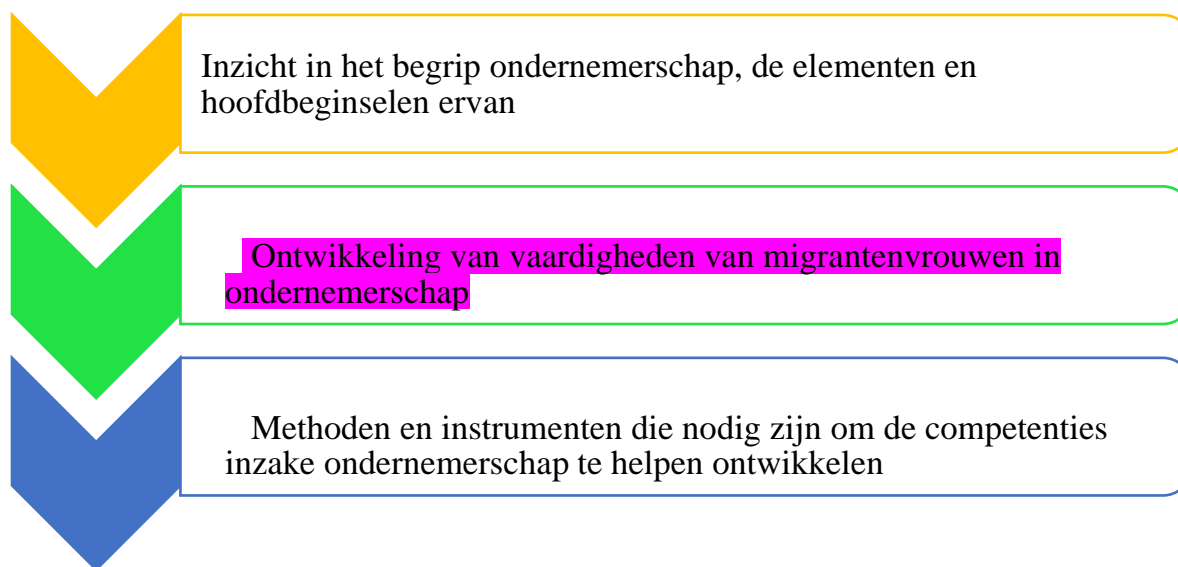 Inzicht in het begrip ondernemerschap, de elementen en
hoofdbeginselen ervan
Ontwikkeling van vaardigheden van migrantenvrouwen in
ondernemerschap
Methoden en instrumenten die nodig zijn om de competenties
inzake ondernemerschap te helpen ontwikkelen